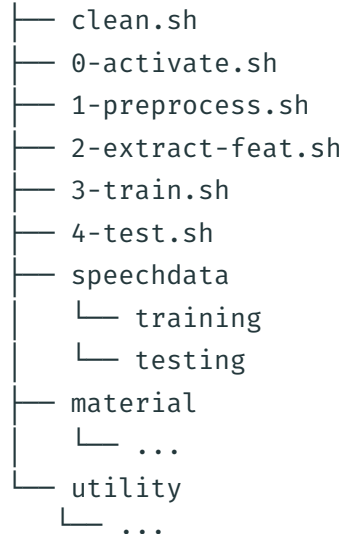 ├── clean.sh
├── 0-activate.sh
├── 1-preprocess.sh
├── 2-extract-feat.sh
├── 3-train.sh
├── 4-test.sh
├── speechdata
│   └── training
│   └── testing
├── material
│   └── ...
└── utility
    └── ...